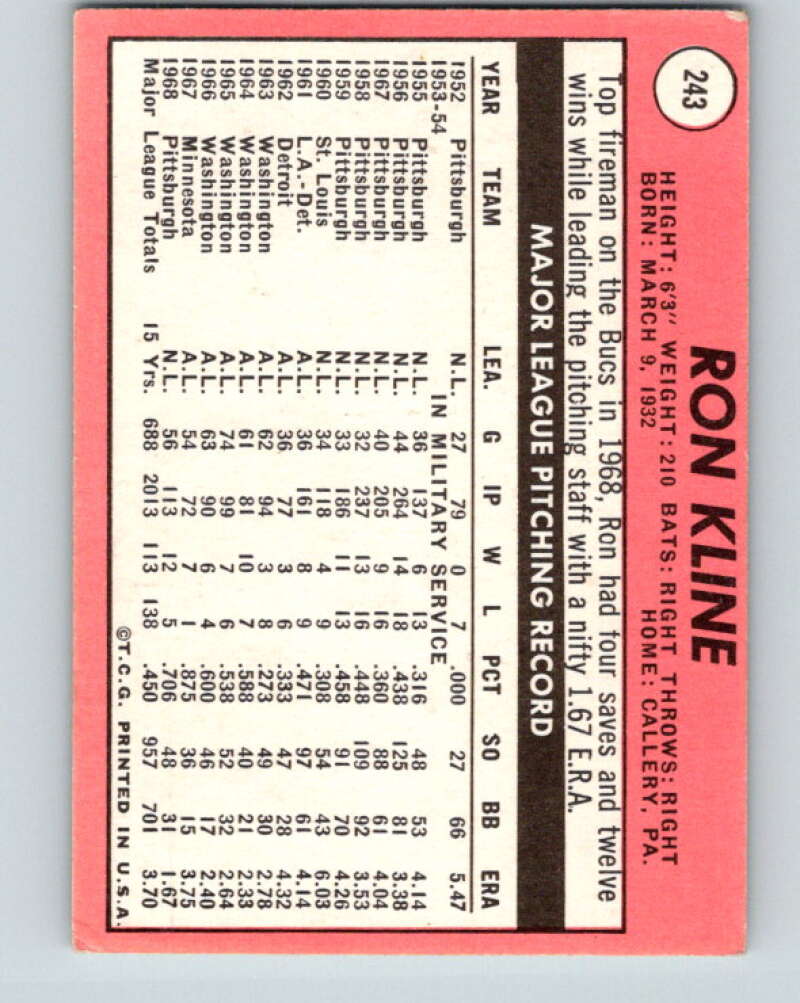 243
RON KLINE
HEIGHT: 6'3" WEIGHT: 210 BATS: RIGHT THROWS: RIGHT
BORN: MARCH 9, 1932 HOME: CALLERY, PA.
Top fireman on the Bucs in 1968, Ron had four saves and twelve
wins while leading the pitching staff with a nifty 1.67 E.R.A.
MAJOR LEAGUE PITCHING RECORD
YEAR TEAM LEA. G IP W L PCT SO BB ERA
1952 Pittsburgh N.L. 27 79 0 7 .000 27 66 5.47
1953-54 IN MILITARY SERVICE
1955 Pittsburgh N.L. 36 137 6 13 .316 48 53 4.14
1956 Pittsburgh N.L. 44 264 14 18 .438 125 81 3.38
1967 Pittsburgh N.L. 40 205 9 16 .360 88 61 4.04
1958 Pittsburgh N.L. 32 237 13 16 .448 109 92 3.53
1959 Pittsburgh N.L. 33 186 11 13 .458 91 70 4.26
1960 St. Louis N.L. 34 118 4 9 .308 54 43 6.03
1961 L.A.-Det. A.L. 36 161 8 9 .471 97 61 4.14
1962 Detroit A.L. 36 77 3 6 .333 47 28 4.32
1963 Washington A.L. 62 94 3 8 .273 49 30 2.78
1964 Washington A.L. 61 81 10 7 .588 40 21 2.33
1965 Washington A.L. 74 99 7 6 .538 52 32 2.64
1966 Washington A.L. 63 90 6 4 .600 46 17 2.40
1967 Minnesota A.L. 54 72 7 1 .875 36 15 3.75
1968 Pittsburgh N.L. 56 113 12 5 .706 48 31 1.67
Major League Totals 15 Yrs. 688 2013 113 138 .450 957 701 3.70
©T.C.G. PRINTED IN U.S.A.